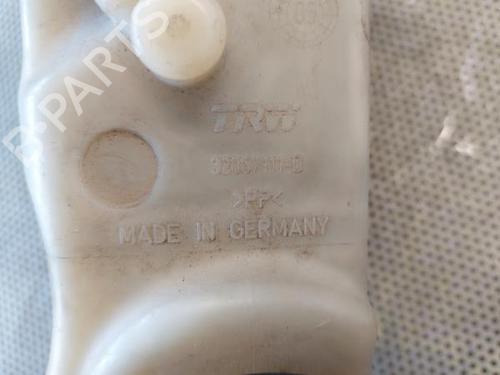 B-PARTS
TRW
>PP<
MADE IN GERMANY